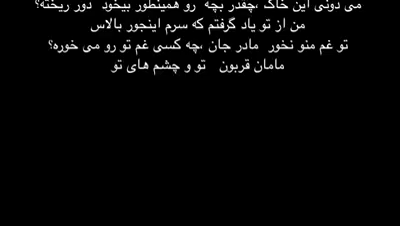 می دونی این خاک ،چقدر بچه رو همینطور بیخود دور ریخته؟
من از تو یاد گرفتم که سرم اینجور بالاس
تو غم منو نخور مادر جان ،چه کسی غم تو رو می خوره؟
مامان قربون تو و چشم های تو